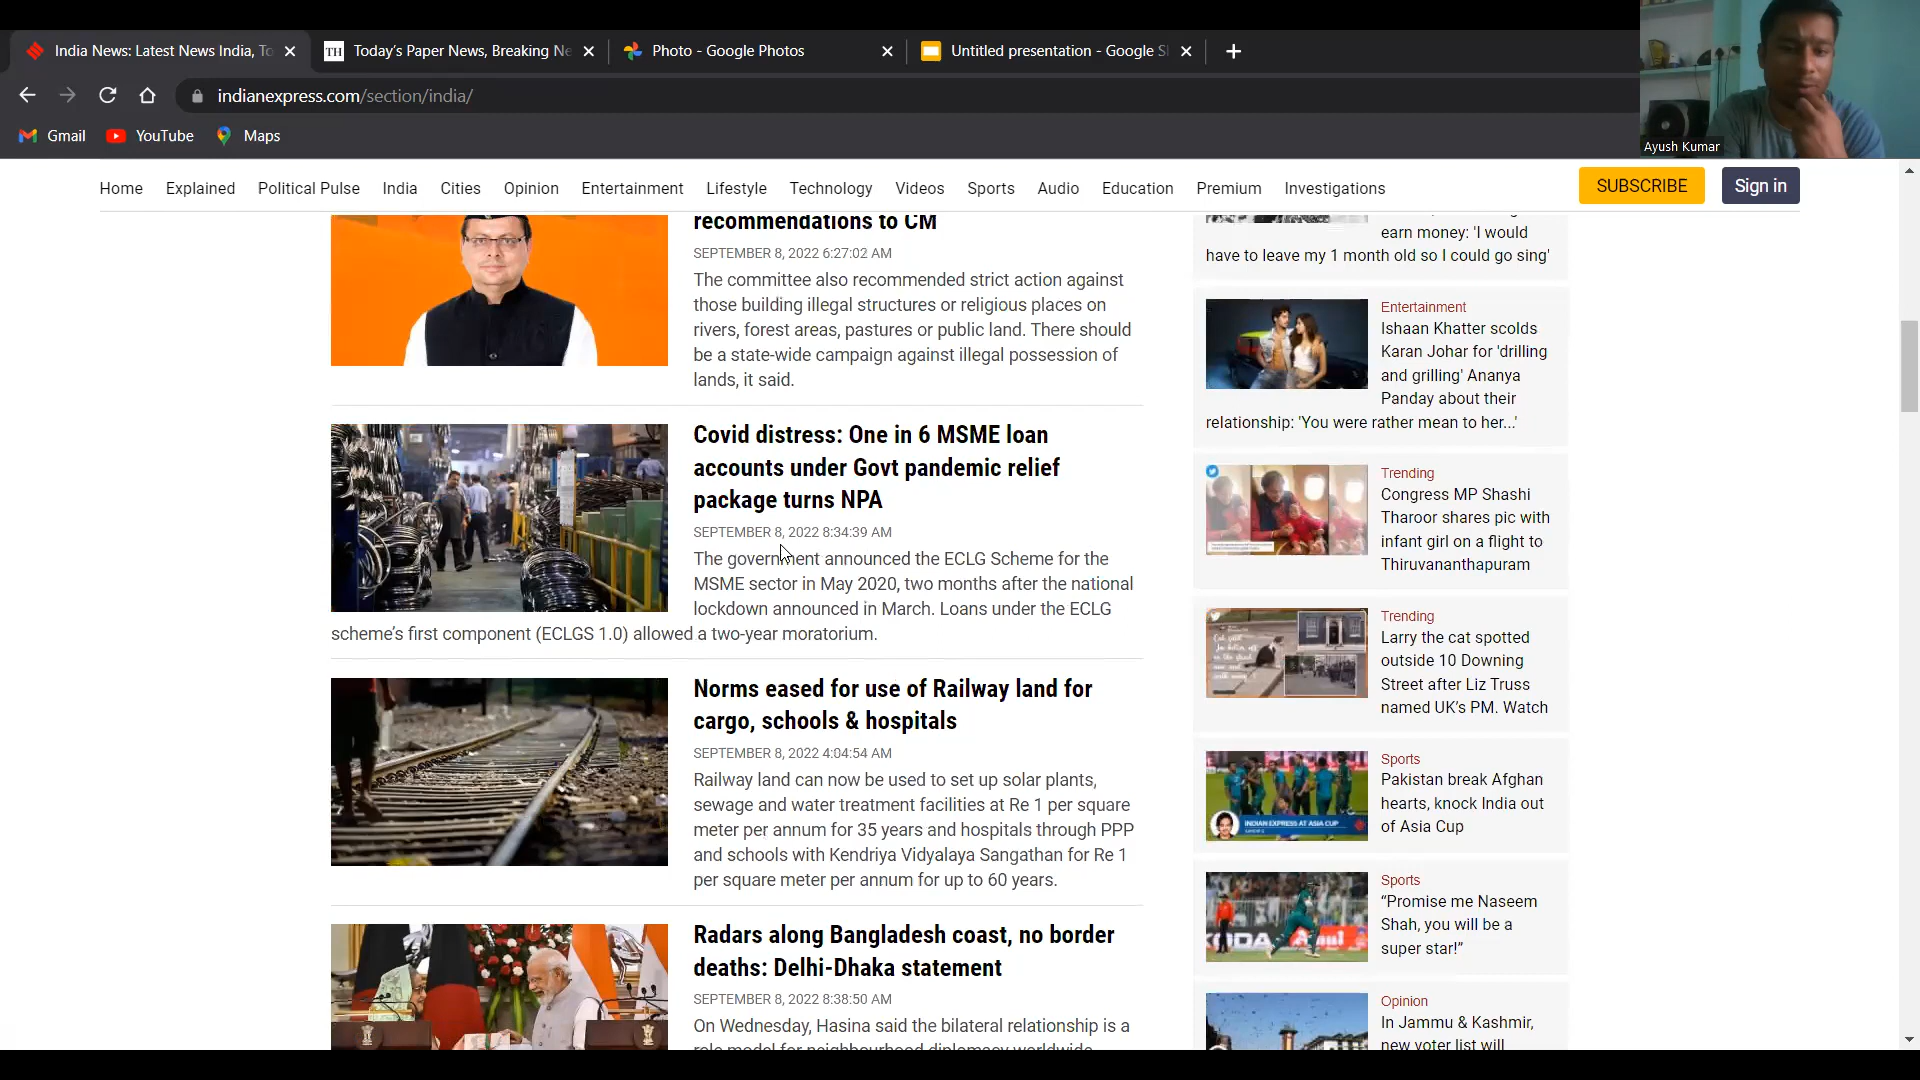 India News: Latest News India, To
Today's Paper News, Breaking Ne
Photo - Google Photos
Untitled presentation - Google Sl
indianexpress.com/section/india/
Gmail
YouTube
Maps
Ayush Kumar
Home Explained Political Pulse India Cities Opinion Entertainment Lifestyle Technology Videos Sports Audio Education Premium Investigations
SUBSCRIBE
Sign in
recommendations to CM
SEPTEMBER 8, 2022 6:27:02 AM
The committee also recommended strict action against
those building illegal structures or religious places on
rivers, forest areas, pastures or public land. There should
be a state-wide campaign against illegal possession of
lands, it said.
Covid distress: One in 6 MSME loan
accounts under Govt pandemic relief
package turns NPA
SEPTEMBER 8, 2022 8:34:39 AM
The government announced the ECLG Scheme for the
MSME sector in May 2020, two months after the national
lockdown announced in March. Loans under the ECLG
scheme's first component (ECLGS 1.0) allowed a two-year moratorium.
Norms eased for use of Railway land for
cargo, schools & hospitals
SEPTEMBER 8, 2022 4:04:54 AM
Railway land can now be used to set up solar plants,
sewage and water treatment facilities at Re 1 per square
meter per annum for 35 years and hospitals through PPP
and schools with Kendriya Vidyalaya Sangathan for Re 1
per square meter per annum for up to 60 years.
Radars along Bangladesh coast, no border
deaths: Delhi-Dhaka statement
SEPTEMBER 8, 2022 8:38:50 AM
On Wednesday, Hasina said the bilateral relationship is a
role model for neighbourhood diplomacy worldwide
earn money: 'I would
have to leave my 1 month old so I could go sing'
Entertainment
Ishaan Khatter scolds
Karan Johar for 'drilling
and grilling' Ananya
Panday about their
relationship: 'You were rather mean to her...'
Trending
Congress MP Shashi
Tharoor shares pic with
infant girl on a flight to
Thiruvananthapuram
Trending
Larry the cat spotted
outside 10 Downing
Street after Liz Truss
named UK's PM. Watch
Sports
Pakistan break Afghan
hearts, knock India out
of Asia Cup
INDIAN EXPRESS AT ASIA CUP
Sports
“Promise me Naseem
Shah, you will be a
super star!”
Opinion
In Jammu & Kashmir,
new voter list will